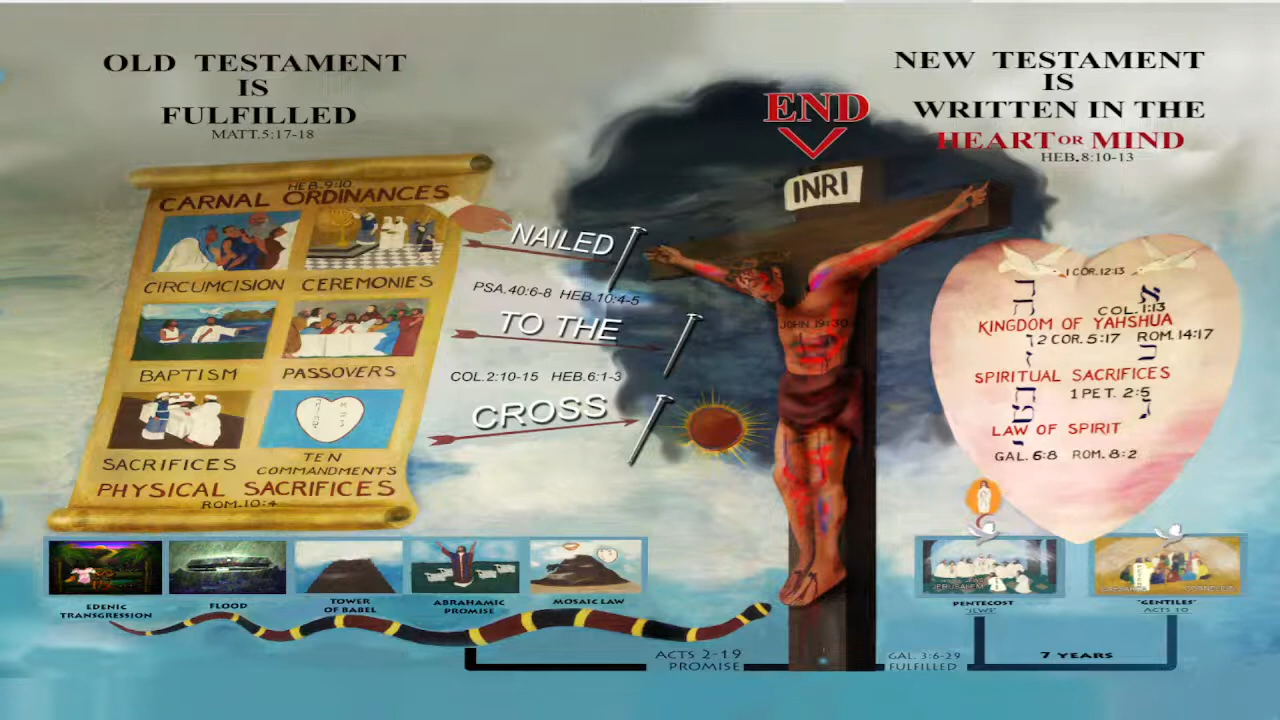 OLD TESTAMENT
IS
FULFILLED
MATT.5:17-18
HEB.9:10
CARNAL ORDINANCES
CIRCUMCISION CEREMONIES
BAPTISM PASSOVERS
SACRIFICES TEN
COMMANDMENTS
PHYSICAL SACRIFICES
ROM.10:4
NAILED
PSA.40:6-8 HEB.10:4-5
TO THE
COL.2:10-15 HEB.6:1-3
CROSS
END
INRI
JOHN 19:30
NEW TESTAMENT
IS
WRITTEN IN THE
HEART OR MIND
HEB.8:10-13
1 COR.12:13
COL.1:13
KINGDOM OF YAHSHUA
2 COR.5:17 ROM.14:17
SPIRITUAL SACRIFICES
1 PET. 2:5
LAW OF SPIRIT
GAL. 6:8 ROM. 8:2
EDENIC
TRANSGRESSION
FLOOD
TOWER
OF BABEL
ABRAHAMIC
PROMISE
MOSAIC LAW
JERUSALEM
PENTECOST
"JEWS"
"GENTILES"
ACTS 10
ACTS 2-19
PROMISE
GAL. 3:6-29
FULFILLED
7 YEARS